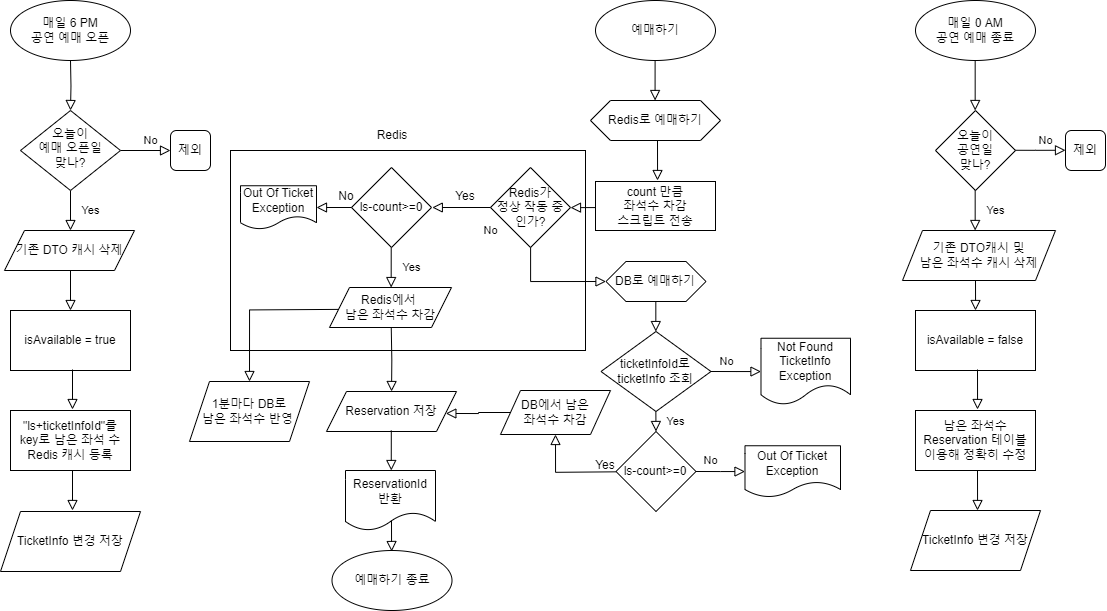 매일 6 PM
공연 예매 오픈
오늘이
예매 오픈일
맞나?
No
제외
Yes
기존 DTO 캐시 삭제
isAvailable = true
"ls+ticketInfoId"를
key로 남은 좌석 수
Redis 캐시 등록
TicketInfo 변경 저장
예매하기
Redis로 예매하기
count 만큼
좌석수 차감
스크립트 전송
Redis
Redis가
정상 작동 중
인가?
Yes
No
ls-count>=0
No
Out Of Ticket
Exception
Yes
Redis에서
남은 좌석수 차감
1분마다 DB로
남은 좌석수 반영
DB로 예매하기
ticketInfoId로
ticketInfo 조회
No
Not Found
TicketInfo
Exception
Yes
ls-count>=0
No
Out Of Ticket
Exception
Yes
DB에서 남은
좌석수 차감
Reservation 저장
ReservationId
반환
예매하기 종료
매일 0 AM
공연 예매 종료
오늘이
공연일
맞나?
No
제외
Yes
기존 DTO캐시 및
남은 좌석수 캐시 삭제
isAvailable = false
남은 좌석수
Reservation 테이블
이용해 정확히 수정
TicketInfo 변경 저장